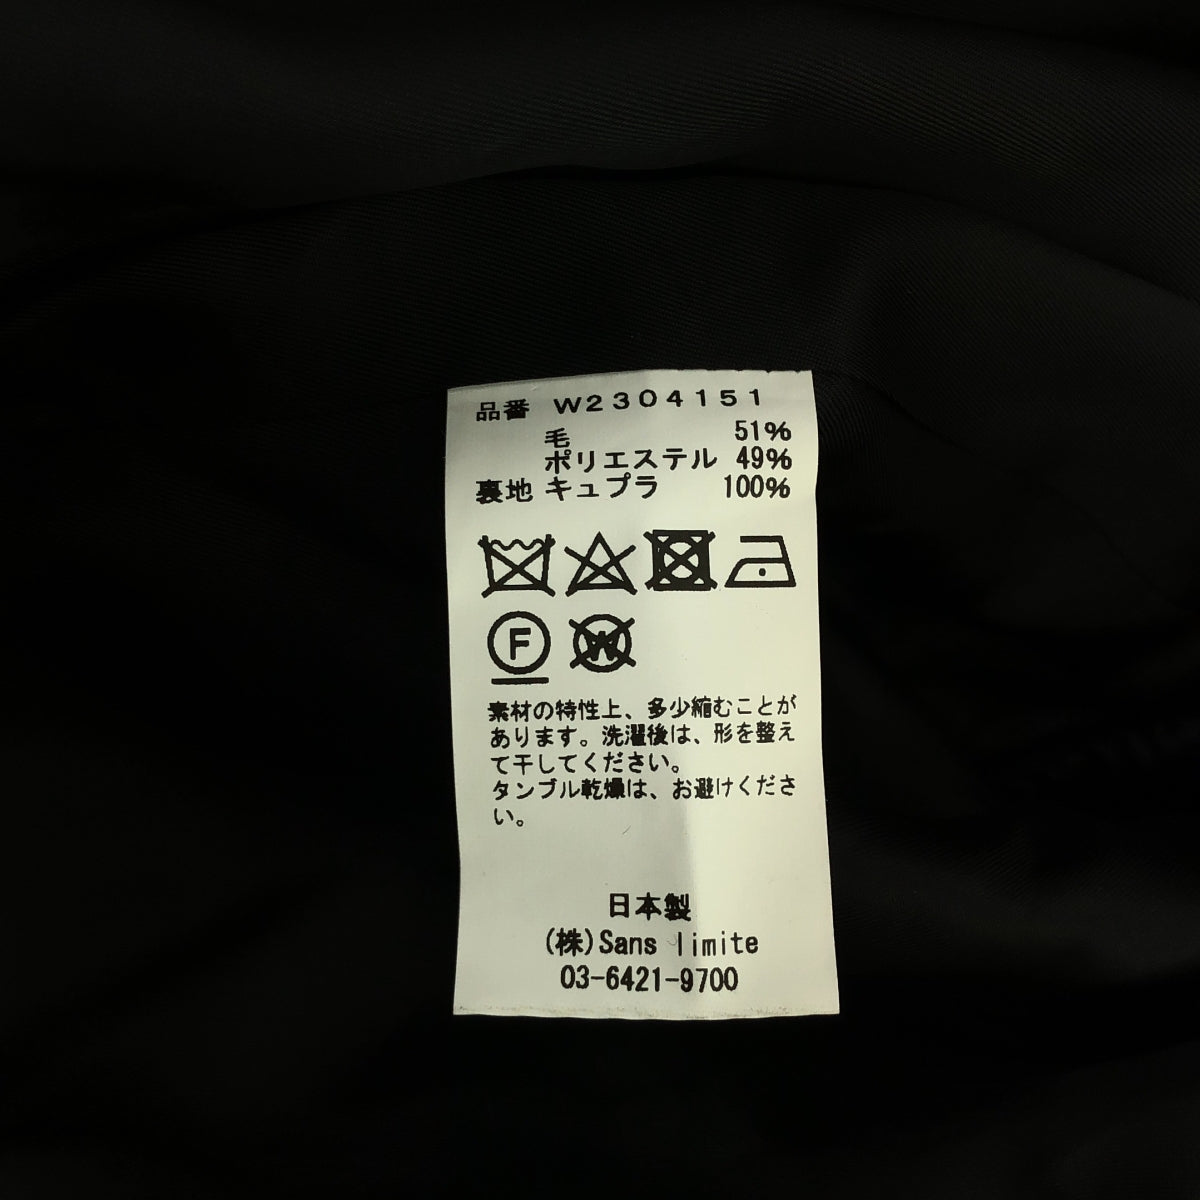 品番 W2304151
毛 51%
ポリエステル 49%
裏地 キュプラ 100%
F W
素材の特性上、多少縮むことが
あります。洗濯後は、形を整え
て干してください。
タンブル乾燥は、お避けくださ
い。
日本製
(株)Sans limite
03-6421-9700